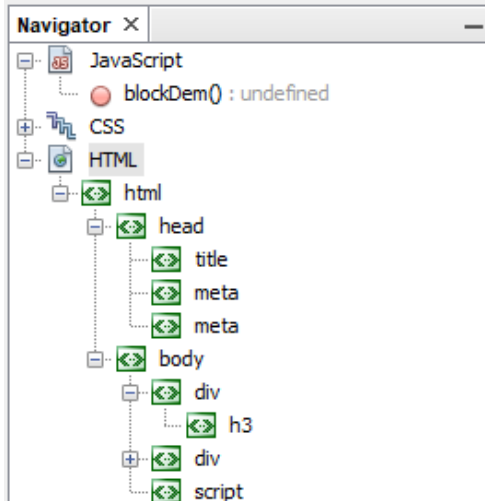 Navigator ×
JavaScript
blockDem() : undefined
CSS
HTML
html
head
title
meta
meta
body
div
h3
div
script